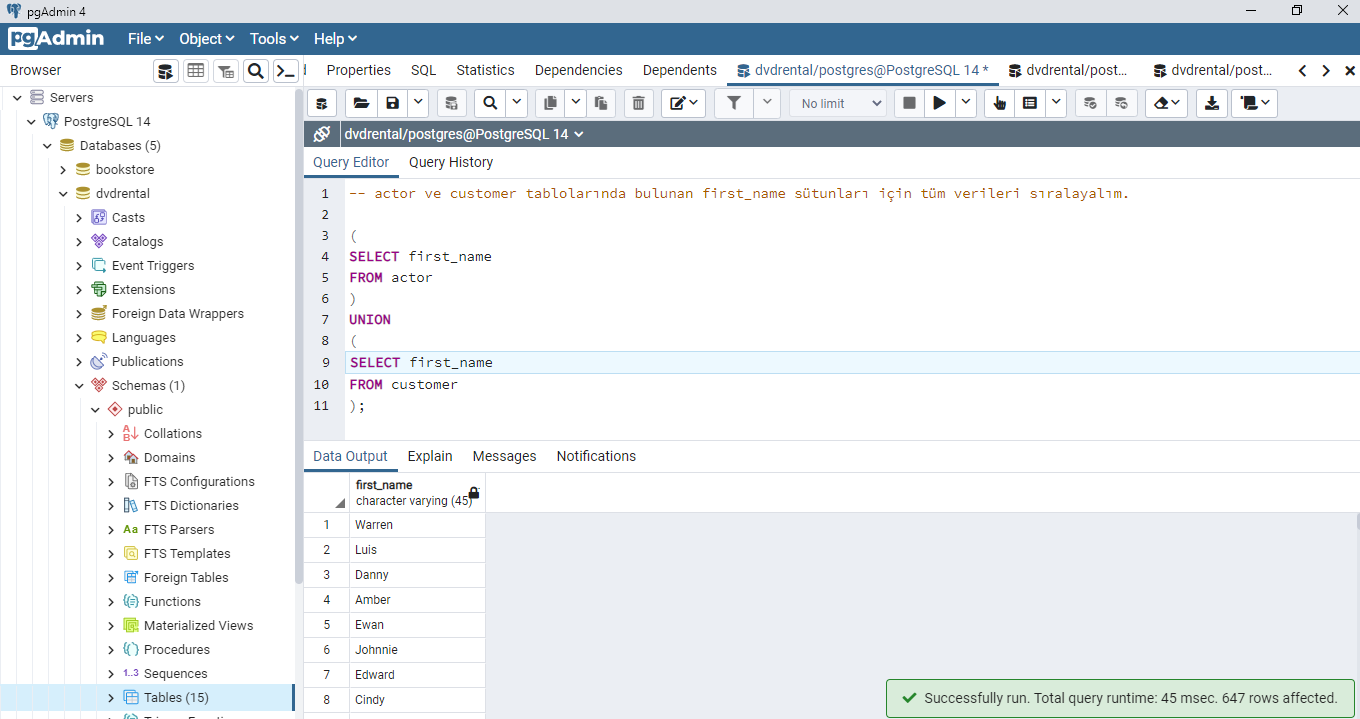 pgAdmin 4
pgAdmin File Object Tools Help
Browser Properties SQL Statistics Dependencies Dependents dvdrental/postgres@PostgreSQL 14 * dvdrental/post... dvdrental/post...
Servers
PostgreSQL 14
Databases (5)
bookstore
dvdrental
Casts
Catalogs
Event Triggers
Extensions
Foreign Data Wrappers
Languages
Publications
Schemas (1)
public
Collations
Domains
FTS Configurations
FTS Dictionaries
Aa FTS Parsers
FTS Templates
Foreign Tables
Functions
Materialized Views
Procedures
1..3 Sequences
Tables (15)
No limit
dvdrental/postgres@PostgreSQL 14
Query Editor Query History
1 -- actor ve customer tablolarında bulunan first_name sütunları için tüm verileri sıralayalım.
2
3 (
4 SELECT first_name
5 FROM actor
6 )
7 UNION
8 (
9 SELECT first_name
10 FROM customer
11 );
Data Output Explain Messages Notifications
first_name
character varying (45)
1 Warren
2 Luis
3 Danny
4 Amber
5 Ewan
6 Johnnie
7 Edward
8 Cindy
Successfully run. Total query runtime: 45 msec. 647 rows affected.